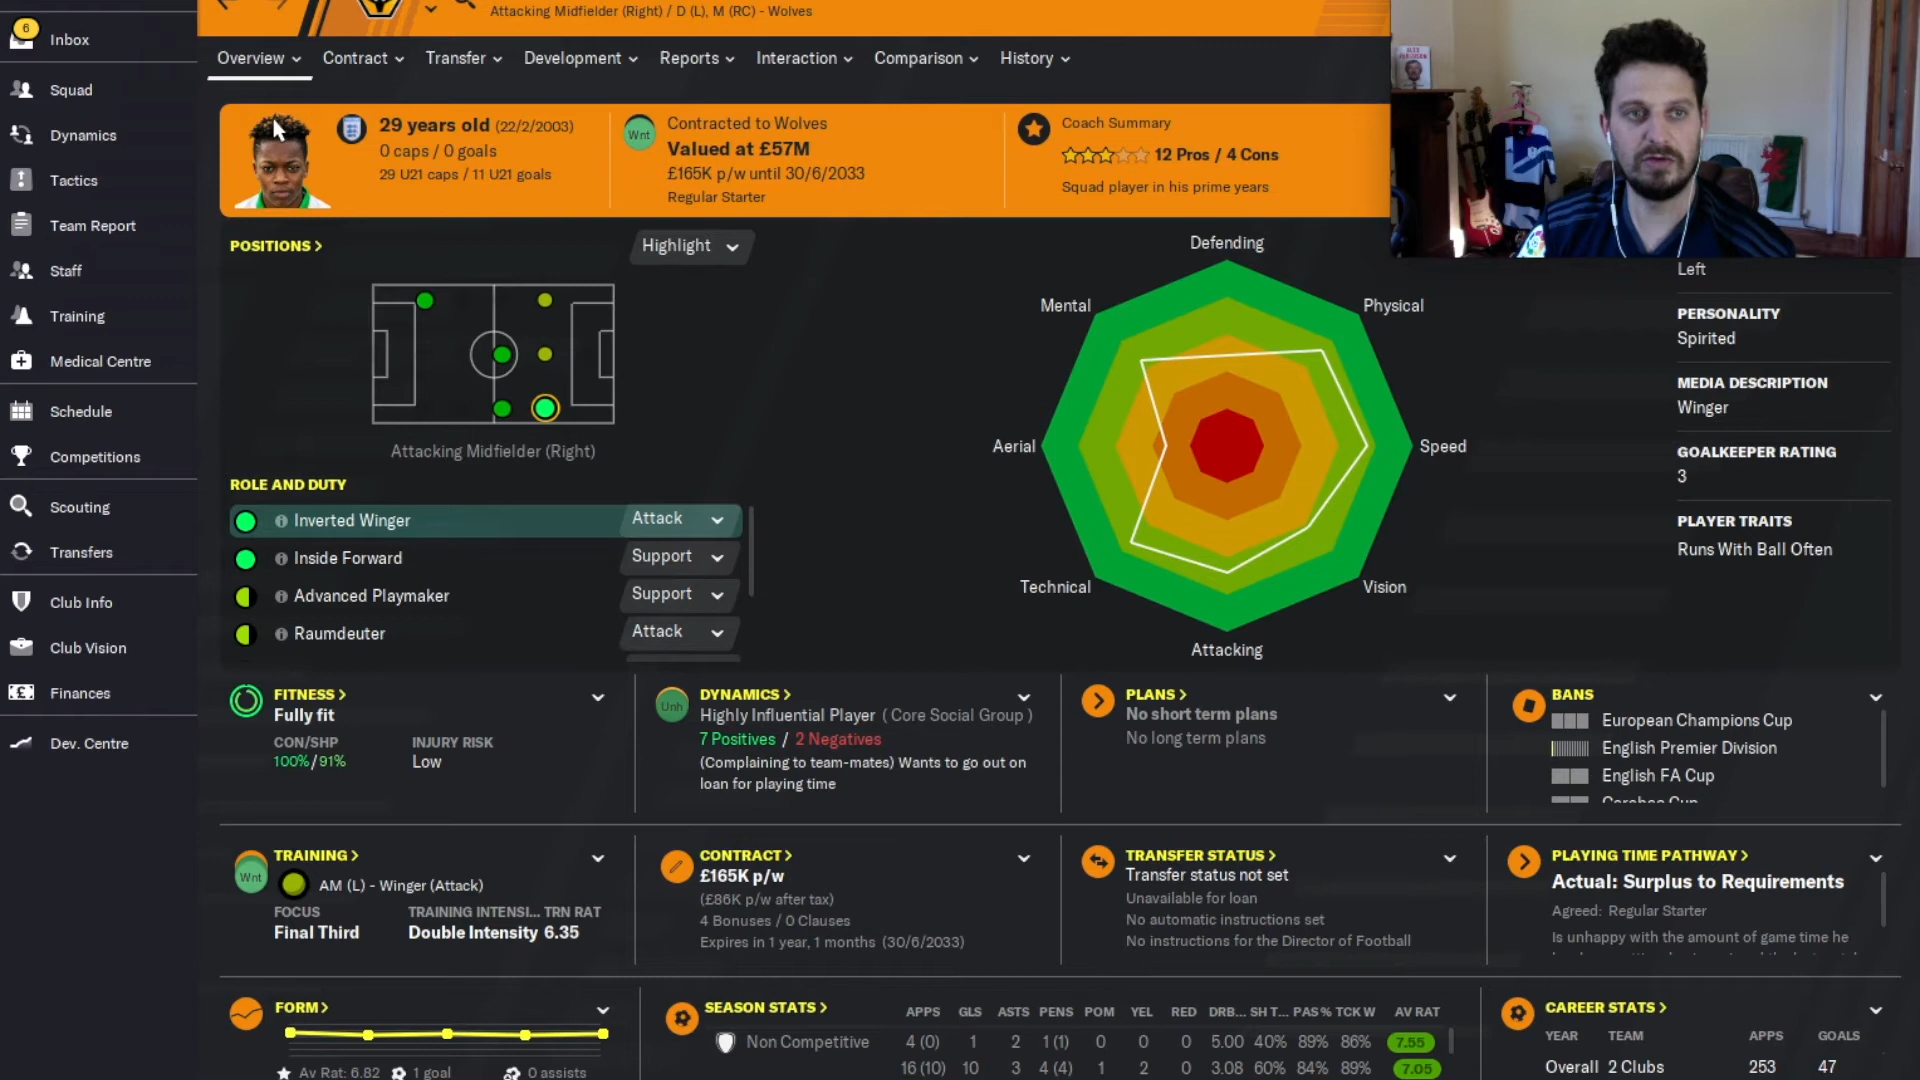 6
Inbox
Squad
Dynamics
Tactics
Team Report
Staff
Training
Medical Centre
Schedule
Competitions
Scouting
Transfers
Club Info
Club Vision
Finances
Dev. Centre
Attacking Midfielder (Right) / D (L), M (RC) - Wolves
Overview Contract Transfer Development Reports Interaction Comparison History
29 years old (22/2/2003)
0 caps / 0 goals
29 U21 caps / 11 U21 goals
Wnt
Contracted to Wolves
Valued at £57M
£165K p/w until 30/6/2033
Regular Starter
Coach Summary
12 Pros / 4 Cons
Squad player in his prime years
POSITIONS >
Highlight
Attacking Midfielder (Right)
ROLE AND DUTY
Inverted Winger Attack
Inside Forward Support
Advanced Playmaker Support
Raumdeuter Attack
Defending
Mental
Physical
Aerial
Speed
Technical
Vision
Attacking
Left
PERSONALITY
Spirited
MEDIA DESCRIPTION
Winger
GOALKEEPER RATING
3
PLAYER TRAITS
Runs With Ball Often
FITNESS >
Fully fit
CON/SHP INJURY RISK
100%/91% Low
Unh
DYNAMICS >
Highly Influential Player ( Core Social Group )
7 Positives / 2 Negatives
(Complaining to team-mates) Wants to go out on
loan for playing time
PLANS >
No short term plans
No long term plans
BANS
European Champions Cup
English Premier Division
English FA Cup
Carabao Cup
Wnt
TRAINING >
AM (L) - Winger (Attack)
FOCUS TRAINING INTENSI... TRN RAT
Final Third Double Intensity 6.35
CONTRACT >
£165K p/w
(£86K p/w after tax)
4 Bonuses / 0 Clauses
Expires in 1 year, 1 months (30/6/2033)
TRANSFER STATUS >
Transfer status not set
Unavailable for loan
No automatic instructions set
No instructions for the Director of Football
PLAYING TIME PATHWAY >
Actual: Surplus to Requirements
Agreed: Regular Starter
Is unhappy with the amount of game time he
FORM >
Av Rat: 6.82 1 goal 0 assists
SEASON STATS > APPS GLS ASTS PENS POM YEL RED DRB... SH T... PAS % TCK W AV RAT
Non Competitive 4 (0) 1 2 1 (1) 0 0 0 5.00 40% 89% 86% 7.55
16 (10) 10 3 4 (4) 1 2 0 3.08 60% 84% 89% 7.05
CAREER STATS >
YEAR TEAM APPS GOALS
Overall 2 Clubs 253 47